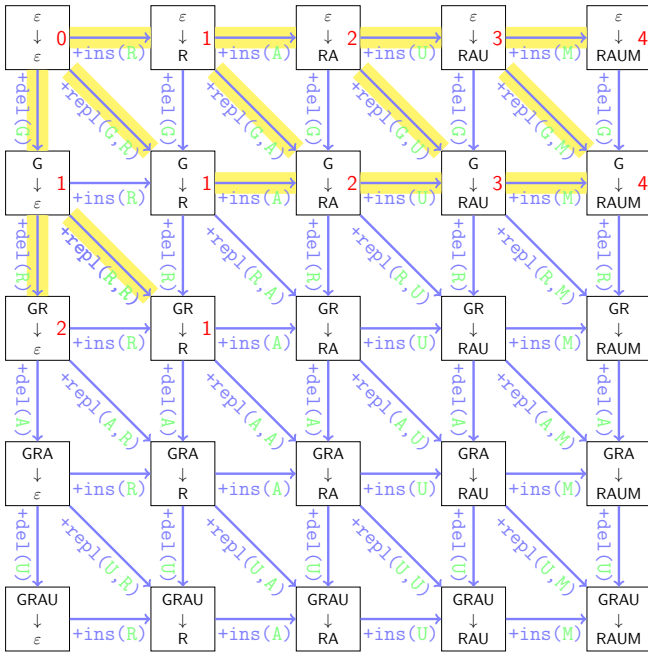 ε ↓ ε 0 +ins(R) ε ↓ R 1 +ins(A) ε ↓ RA 2 +ins(U) ε ↓ RAU 3 +ins(M) ε ↓ RAUM 4
+del(G) +repl(G,R) +del(G) +repl(G,A) +del(G) +repl(G,U) +del(G) +repl(G,M) +del(G)
G ↓ ε 1 +ins(R) G ↓ R 1 +ins(A) G ↓ RA 2 +ins(U) G ↓ RAU 3 +ins(M) G ↓ RAUM 4
+del(R) +repl(R,R) +del(R) +repl(R,A) +del(R) +repl(R,U) +del(R) +repl(R,M) +del(R)
GR ↓ ε 2 +ins(R) GR ↓ R 1 +ins(A) GR ↓ RA +ins(U) GR ↓ RAU +ins(M) GR ↓ RAUM
+del(A) +repl(A,R) +del(A) +repl(A,A) +del(A) +repl(A,U) +del(A) +repl(A,M) +del(A)
GRA ↓ ε +ins(R) GRA ↓ R +ins(A) GRA ↓ RA +ins(U) GRA ↓ RAU +ins(M) GRA ↓ RAUM
+del(U) +repl(U,R) +del(U) +repl(U,A) +del(U) +repl(U,U) +del(U) +repl(U,M) +del(U)
GRAU ↓ ε +ins(R) GRAU ↓ R +ins(A) GRAU ↓ RA +ins(U) GRAU ↓ RAU +ins(M) GRAU ↓ RAUM